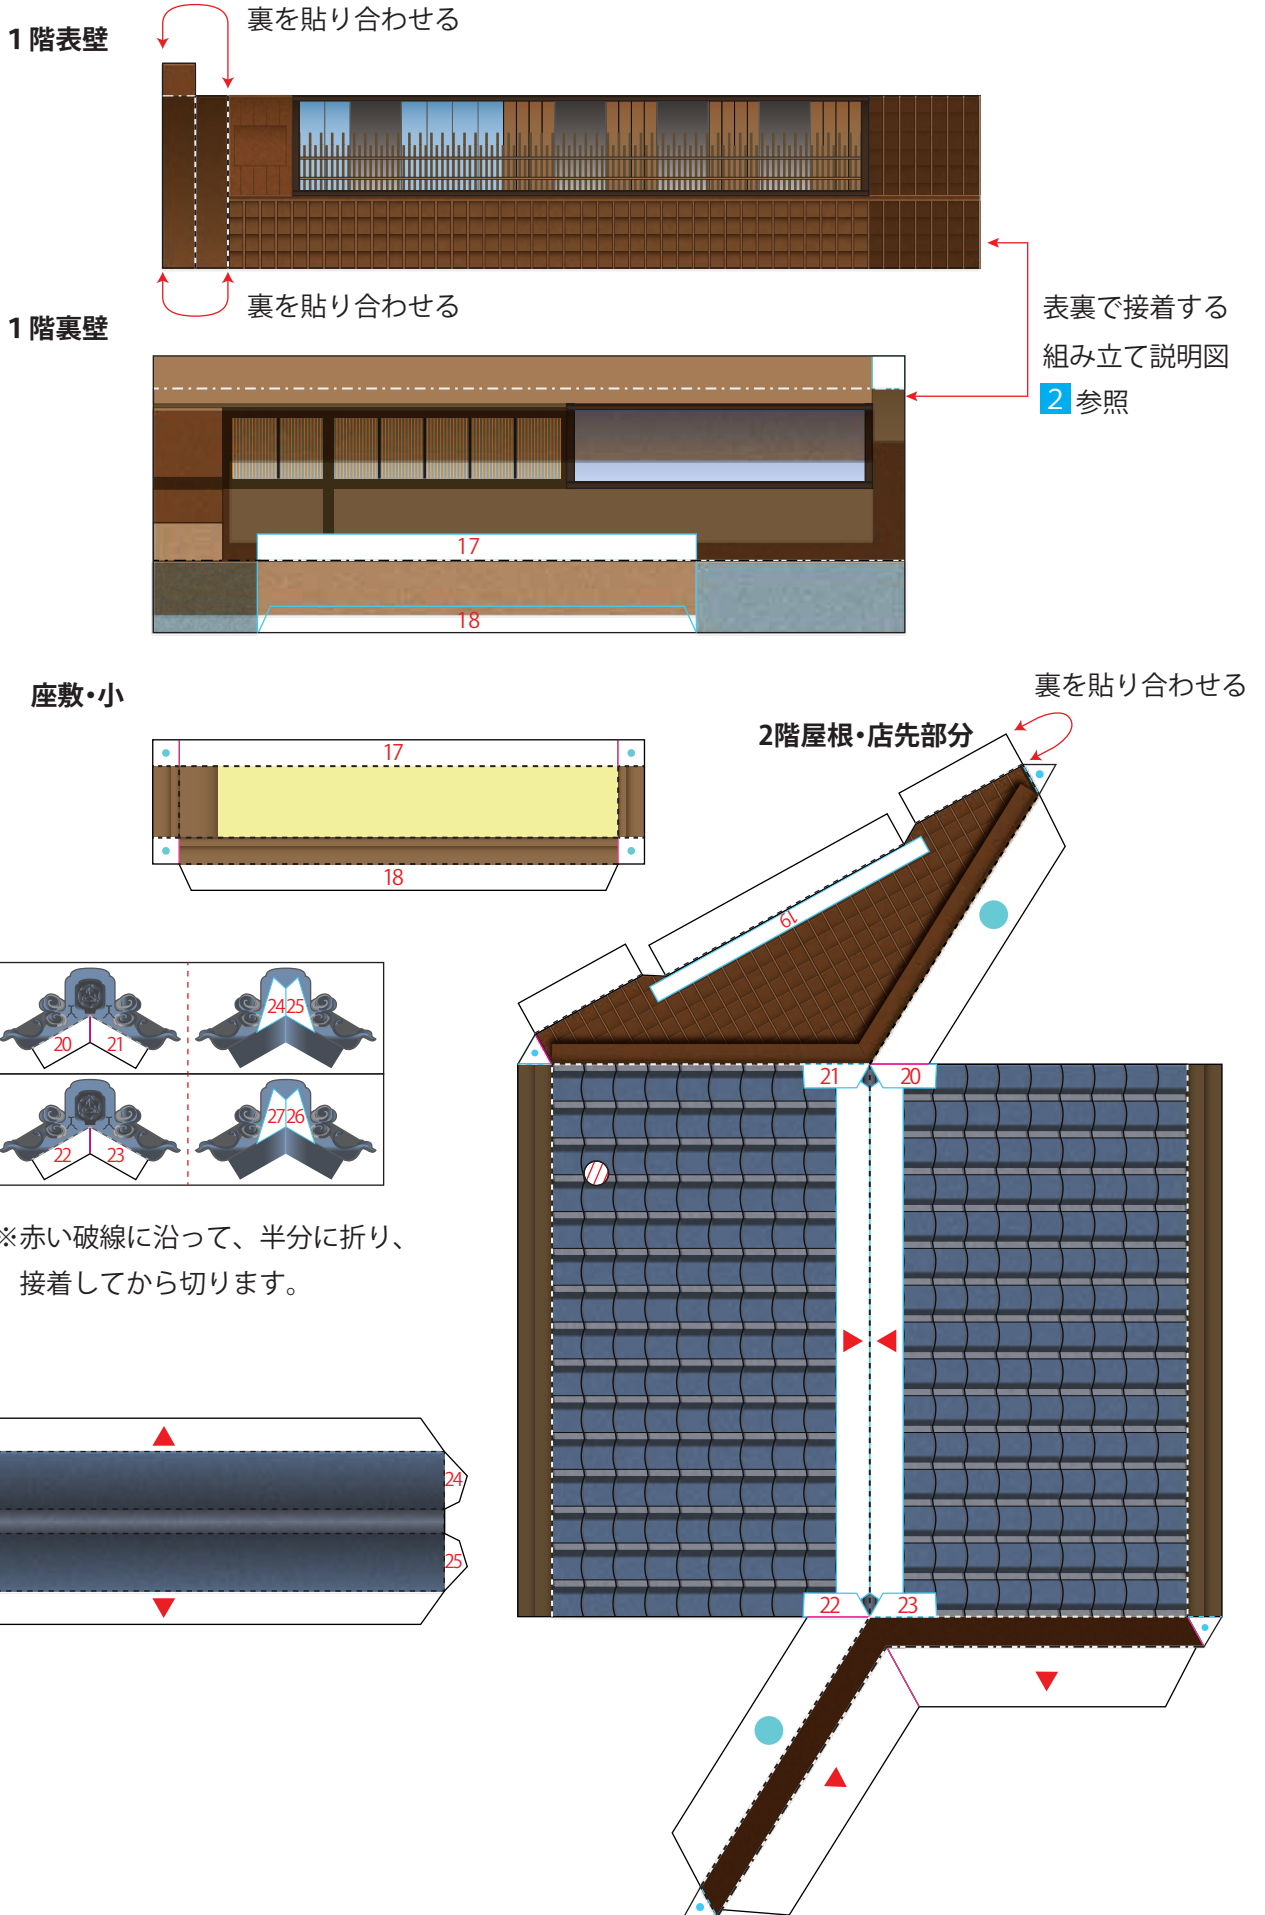 裏を貼り合わせる
1階表壁
裏を貼り合わせる
1階裏壁
表裏で接着する
組み立て説明図
2 参照
17
18
座敷・小
裏を貼り合わせる
2階屋根・店先部分
17
18
19
24 25
20 21
27 26
22 23
21 20
※赤い破線に沿って、半分に折り、
接着してから切ります。
24
25
22 23